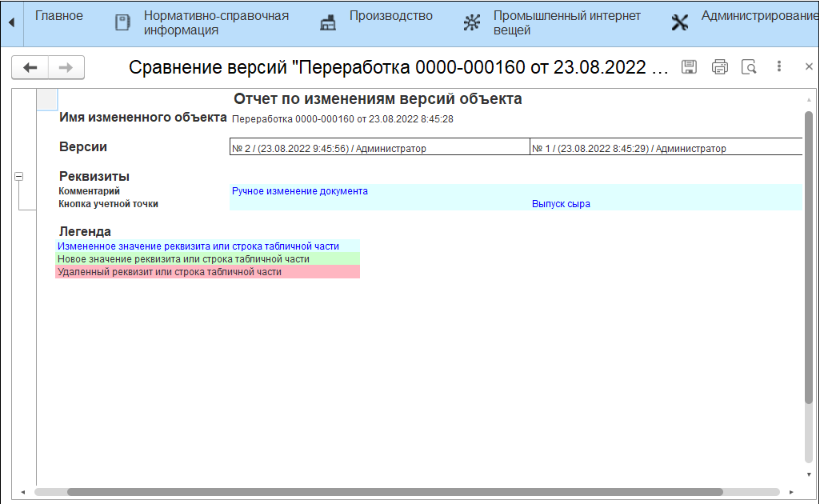 Главное
Нормативно-справочная
информация
Производство
Промышленный интернет
вещей
Администрирование
Сравнение версий "Переработка 0000-000160 от 23.08.2022 ...
Отчет по изменениям версий объекта
Имя измененного объекта Переработка 0000-000160 от 23.08.2022 8:45:28
Версии № 2 / (23.08.2022 9:45:56) / Администратор № 1 / (23.08.2022 8:45:29) / Администратор
Реквизиты
Комментарий Ручное изменение документа
Кнопка учетной точки Выпуск сыра
Легенда
Измененное значение реквизита или строка табличной части
Новое значение реквизита или строка табличной части
Удаленный реквизит или строка табличной части